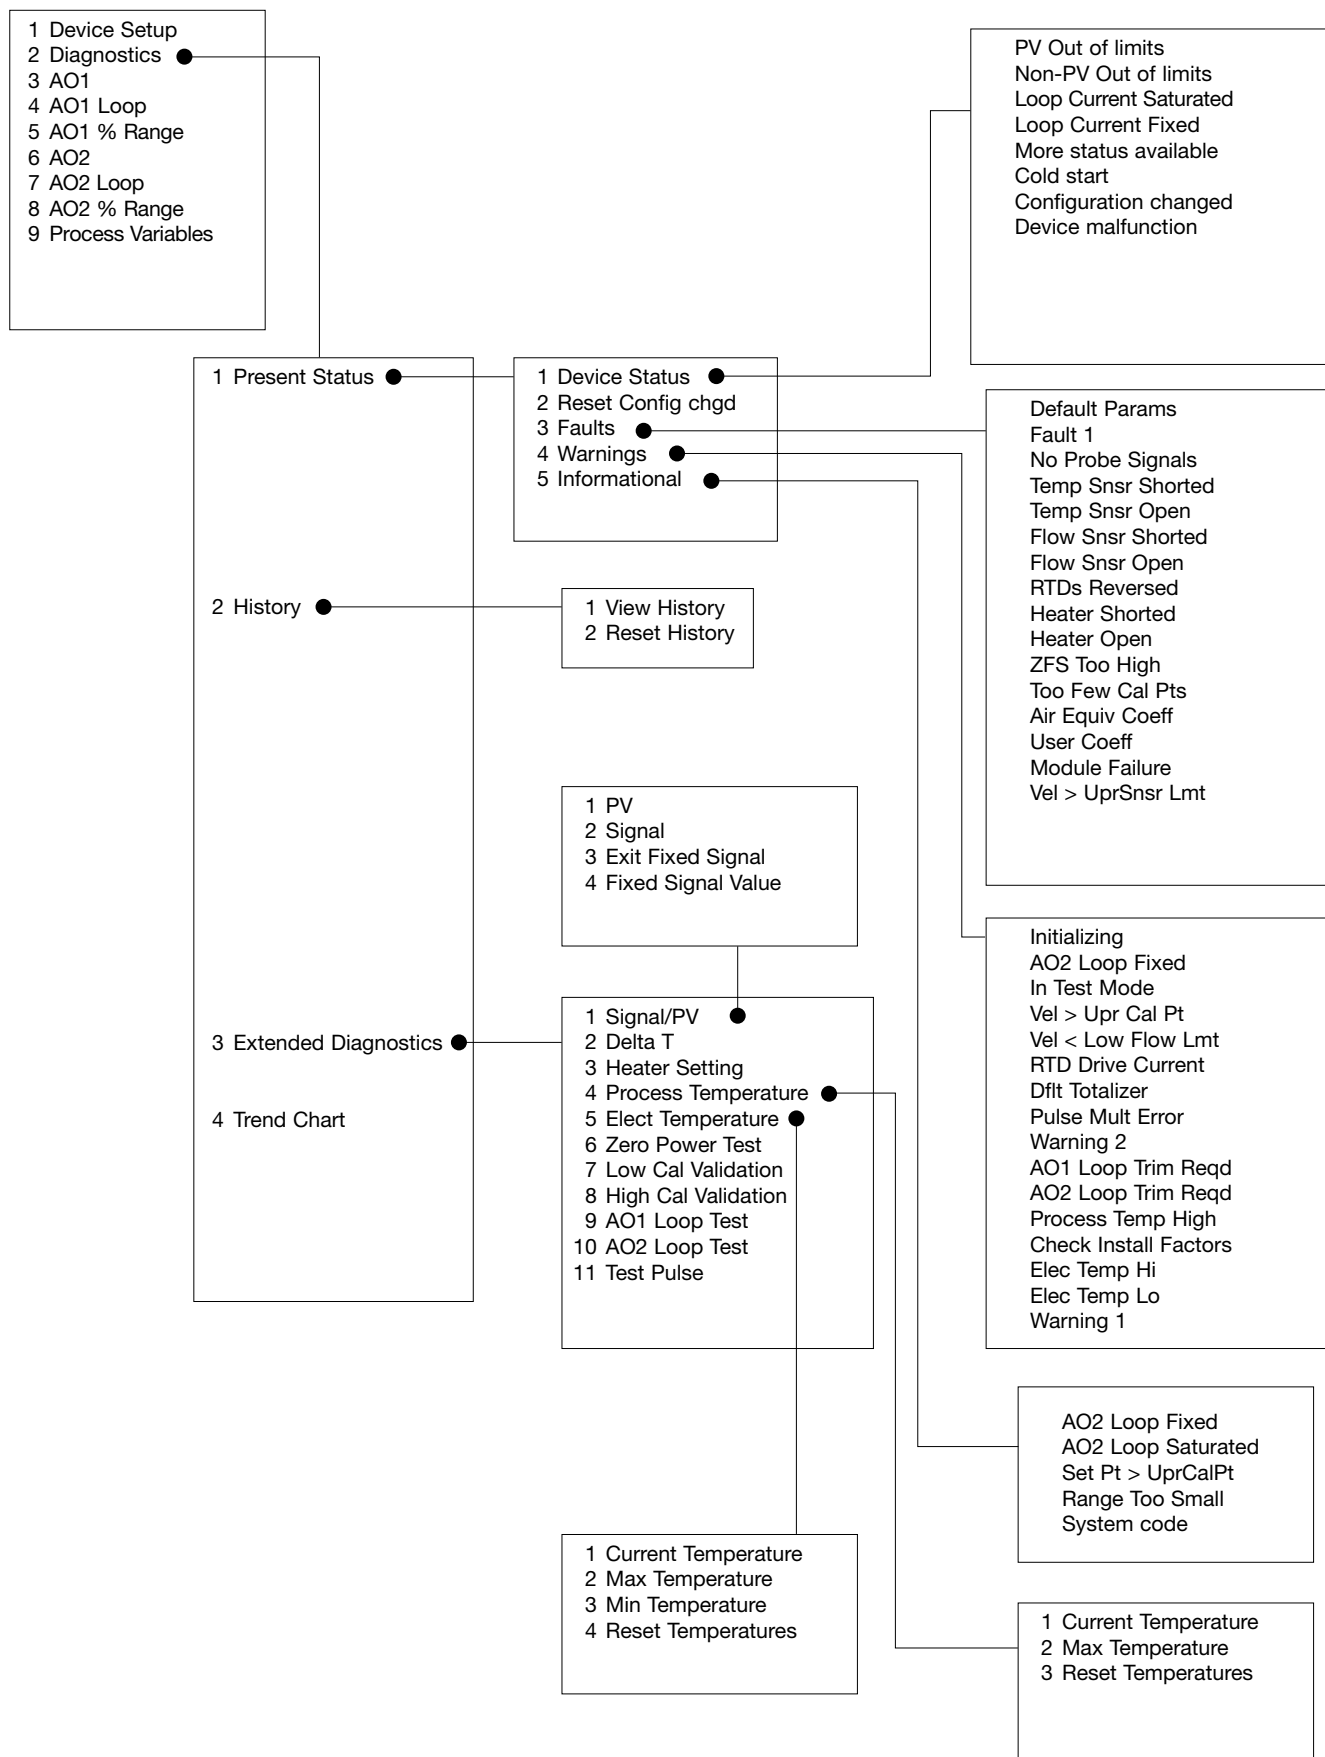 1 Device Setup
2 Diagnostics
3 AO1
4 AO1 Loop
5 AO1 % Range
6 AO2
7 AO2 Loop
8 AO2 % Range
9 Process Variables
PV Out of limits
Non-PV Out of limits
Loop Current Saturated
Loop Current Fixed
More status available
Cold start
Configuration changed
Device malfunction
1 Present Status
2 History
3 Extended Diagnostics
4 Trend Chart
1 Device Status
2 Reset Config chgd
3 Faults
4 Warnings
5 Informational
Default Params
Fault 1
No Probe Signals
Temp Snsr Shorted
Temp Snsr Open
Flow Snsr Shorted
Flow Snsr Open
RTDs Reversed
Heater Shorted
Heater Open
ZFS Too High
Too Few Cal Pts
Air Equiv Coeff
User Coeff
Module Failure
Vel > UprSnsr Lmt
1 View History
2 Reset History
1 PV
2 Signal
3 Exit Fixed Signal
4 Fixed Signal Value
Initializing
AO2 Loop Fixed
In Test Mode
Vel > Upr Cal Pt
Vel < Low Flow Lmt
RTD Drive Current
Dflt Totalizer
Pulse Mult Error
Warning 2
AO1 Loop Trim Reqd
AO2 Loop Trim Reqd
Process Temp High
Check Install Factors
Elec Temp Hi
Elec Temp Lo
Warning 1
1 Signal/PV
2 Delta T
3 Heater Setting
4 Process Temperature
5 Elect Temperature
6 Zero Power Test
7 Low Cal Validation
8 High Cal Validation
9 AO1 Loop Test
10 AO2 Loop Test
11 Test Pulse
AO2 Loop Fixed
AO2 Loop Saturated
Set Pt > UprCalPt
Range Too Small
System code
1 Current Temperature
2 Max Temperature
3 Min Temperature
4 Reset Temperatures
1 Current Temperature
2 Max Temperature
3 Reset Temperatures